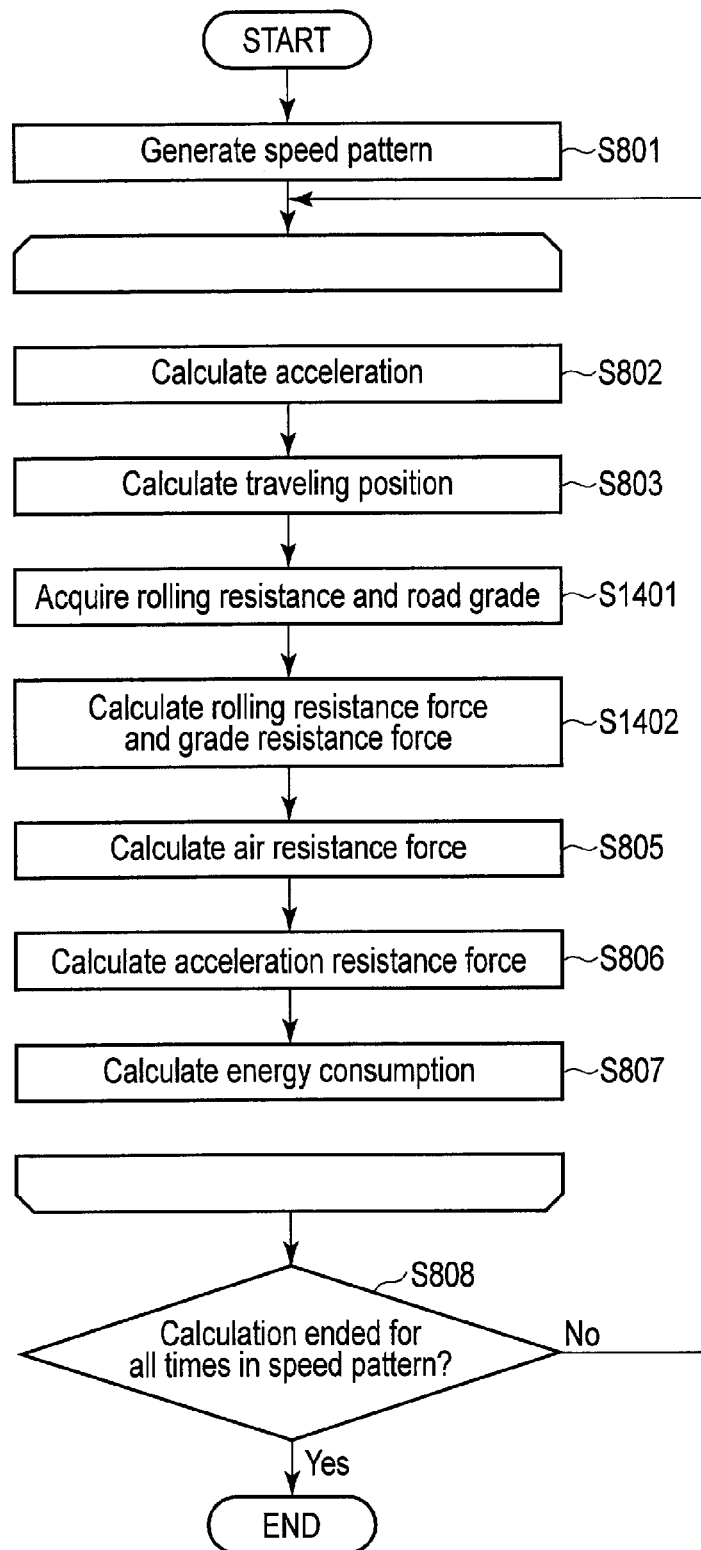 START
Generate speed pattern
S801
Calculate acceleration
S802
Calculate traveling position
S803
Acquire rolling resistance and road grade
S1401
Calculate rolling resistance force
and grade resistance force
S1402
Calculate air resistance force
S805
Calculate acceleration resistance force
S806
Calculate energy consumption
S807
S808
Calculation ended for
all times in speed pattern?
No
Yes
END